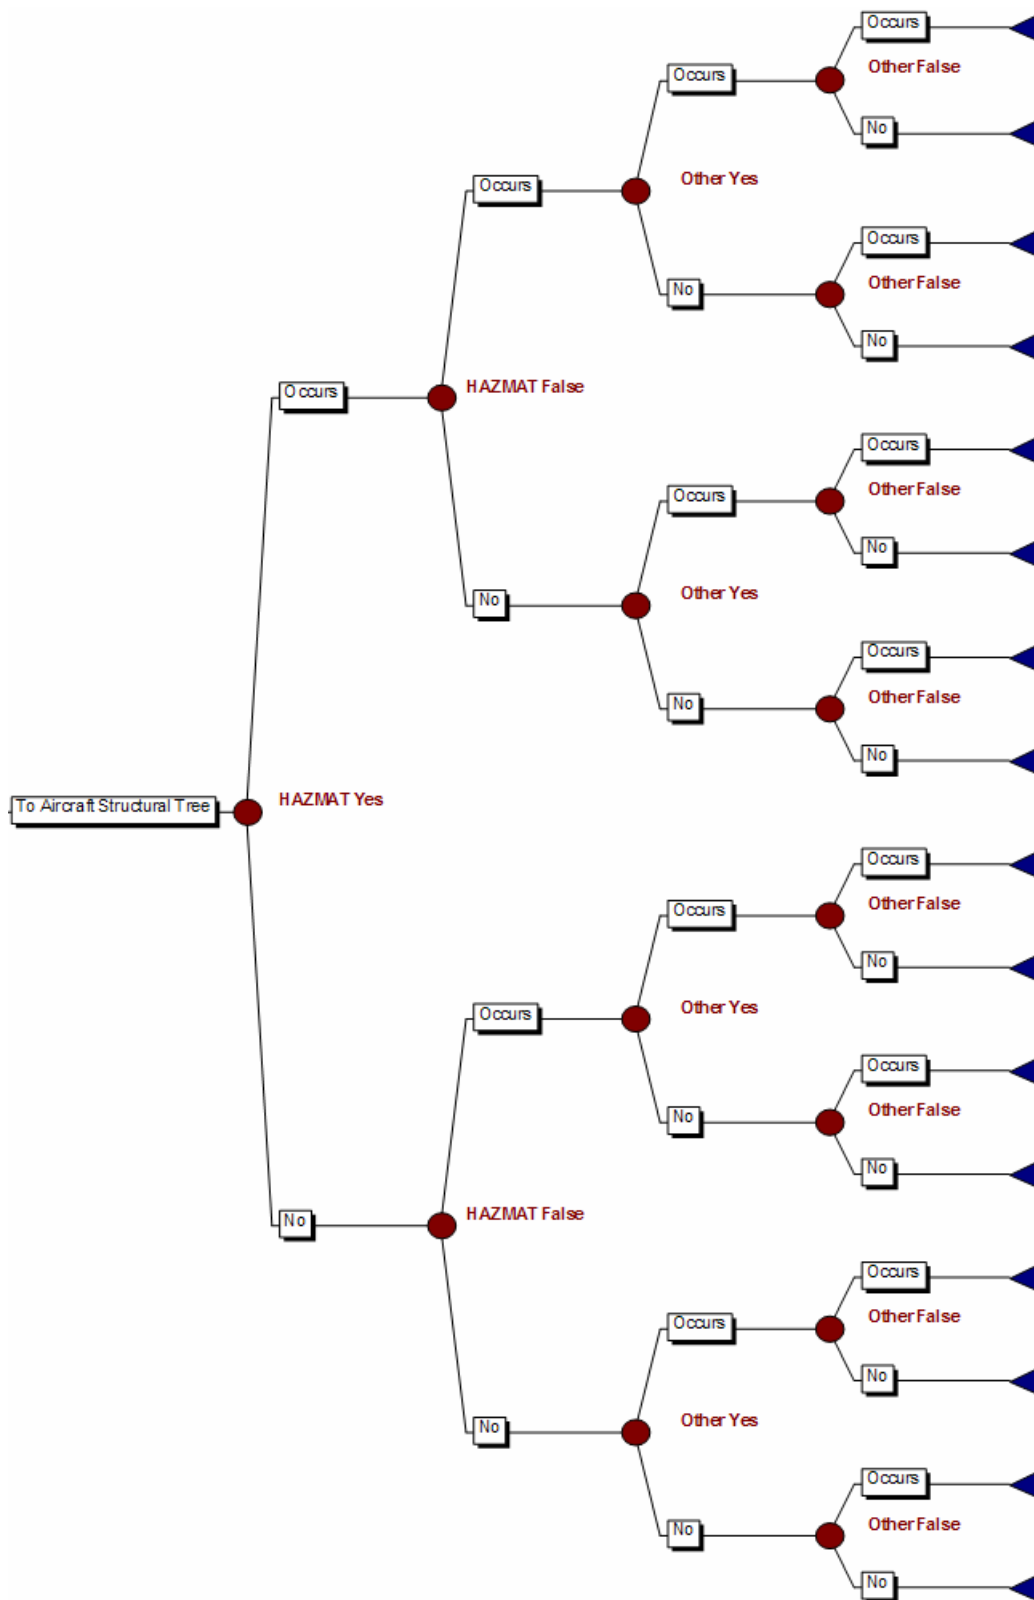 Occurs
Other False
Occurs
No
Other Yes
Occurs
Occurs
Other False
No
No
Occurs
HAZMAT False
Occurs
Other False
Occurs
No
Other Yes
No
Occurs
Other False
No
No
To Aircraft Structural Tree
HAZMAT Yes
Occurs
Other False
Occurs
No
Other Yes
Occurs
Occurs
Other False
No
No
No
HAZMAT False
Occurs
Other False
Occurs
No
Other Yes
No
Occurs
Other False
No
No